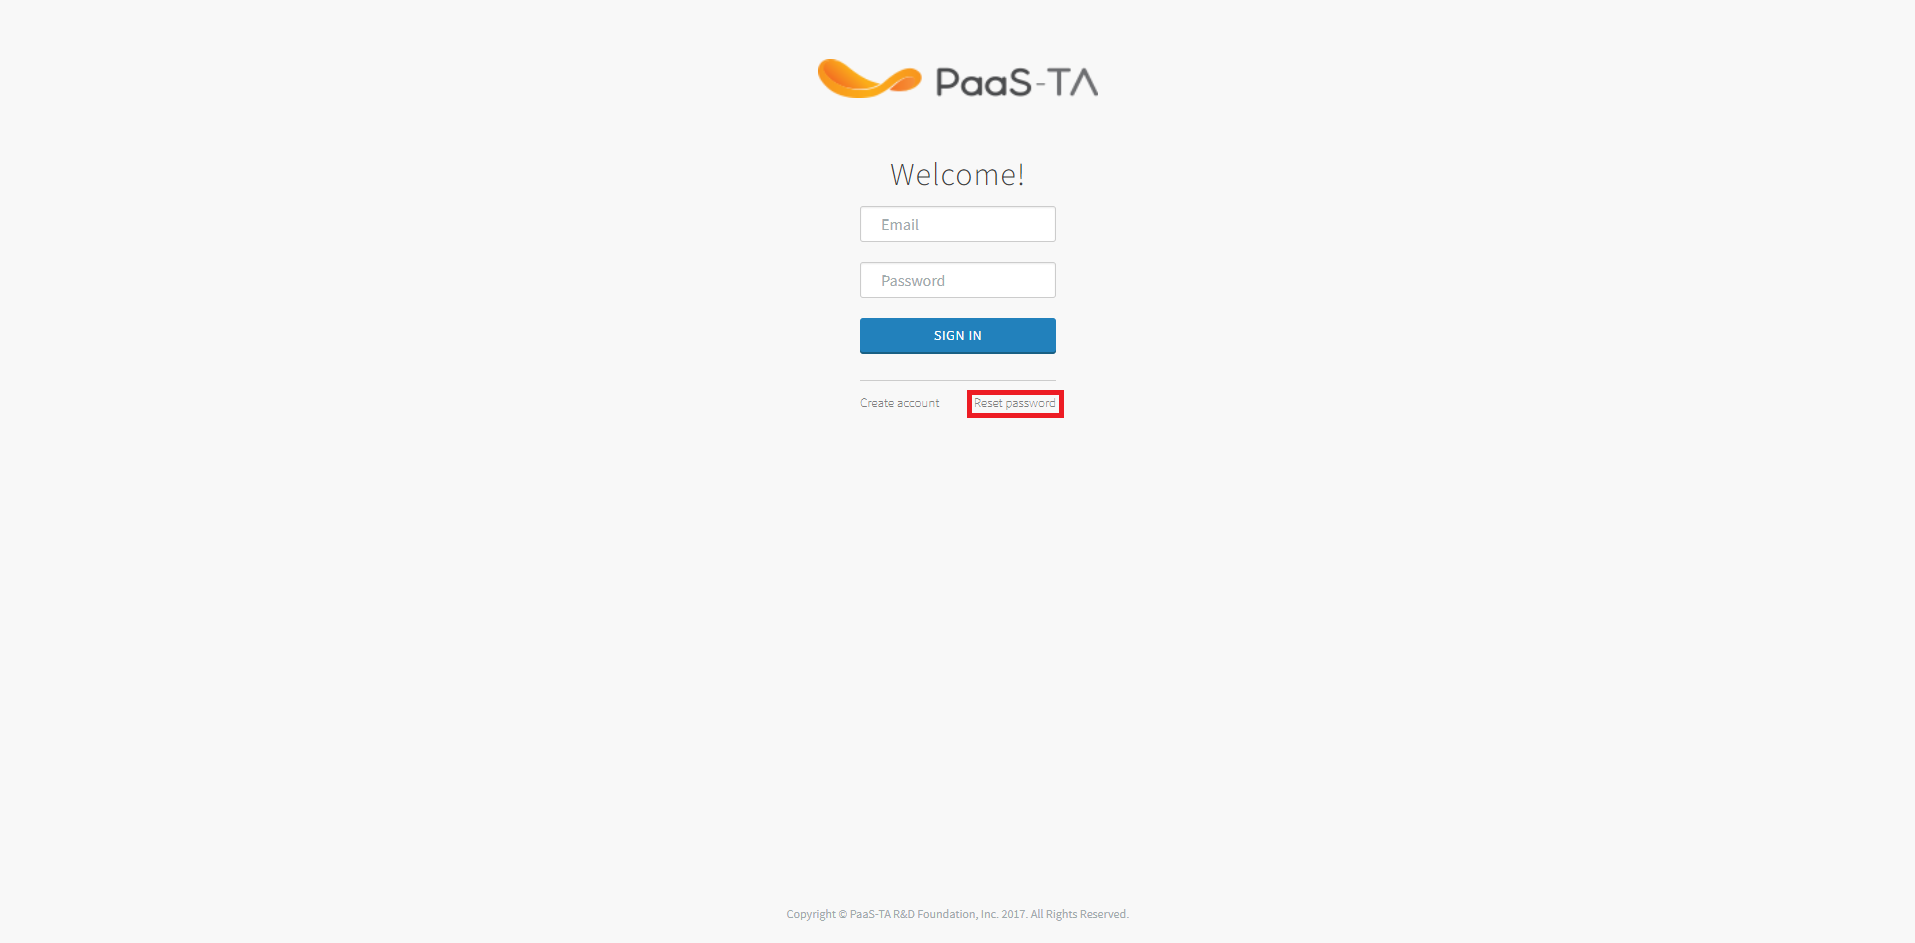 PaaS-TA
Welcome!
Email
Password
SIGN IN
Create account Reset password
Copyright © PaaS-TA R&D Foundation, Inc. 2017. All Rights Reserved.